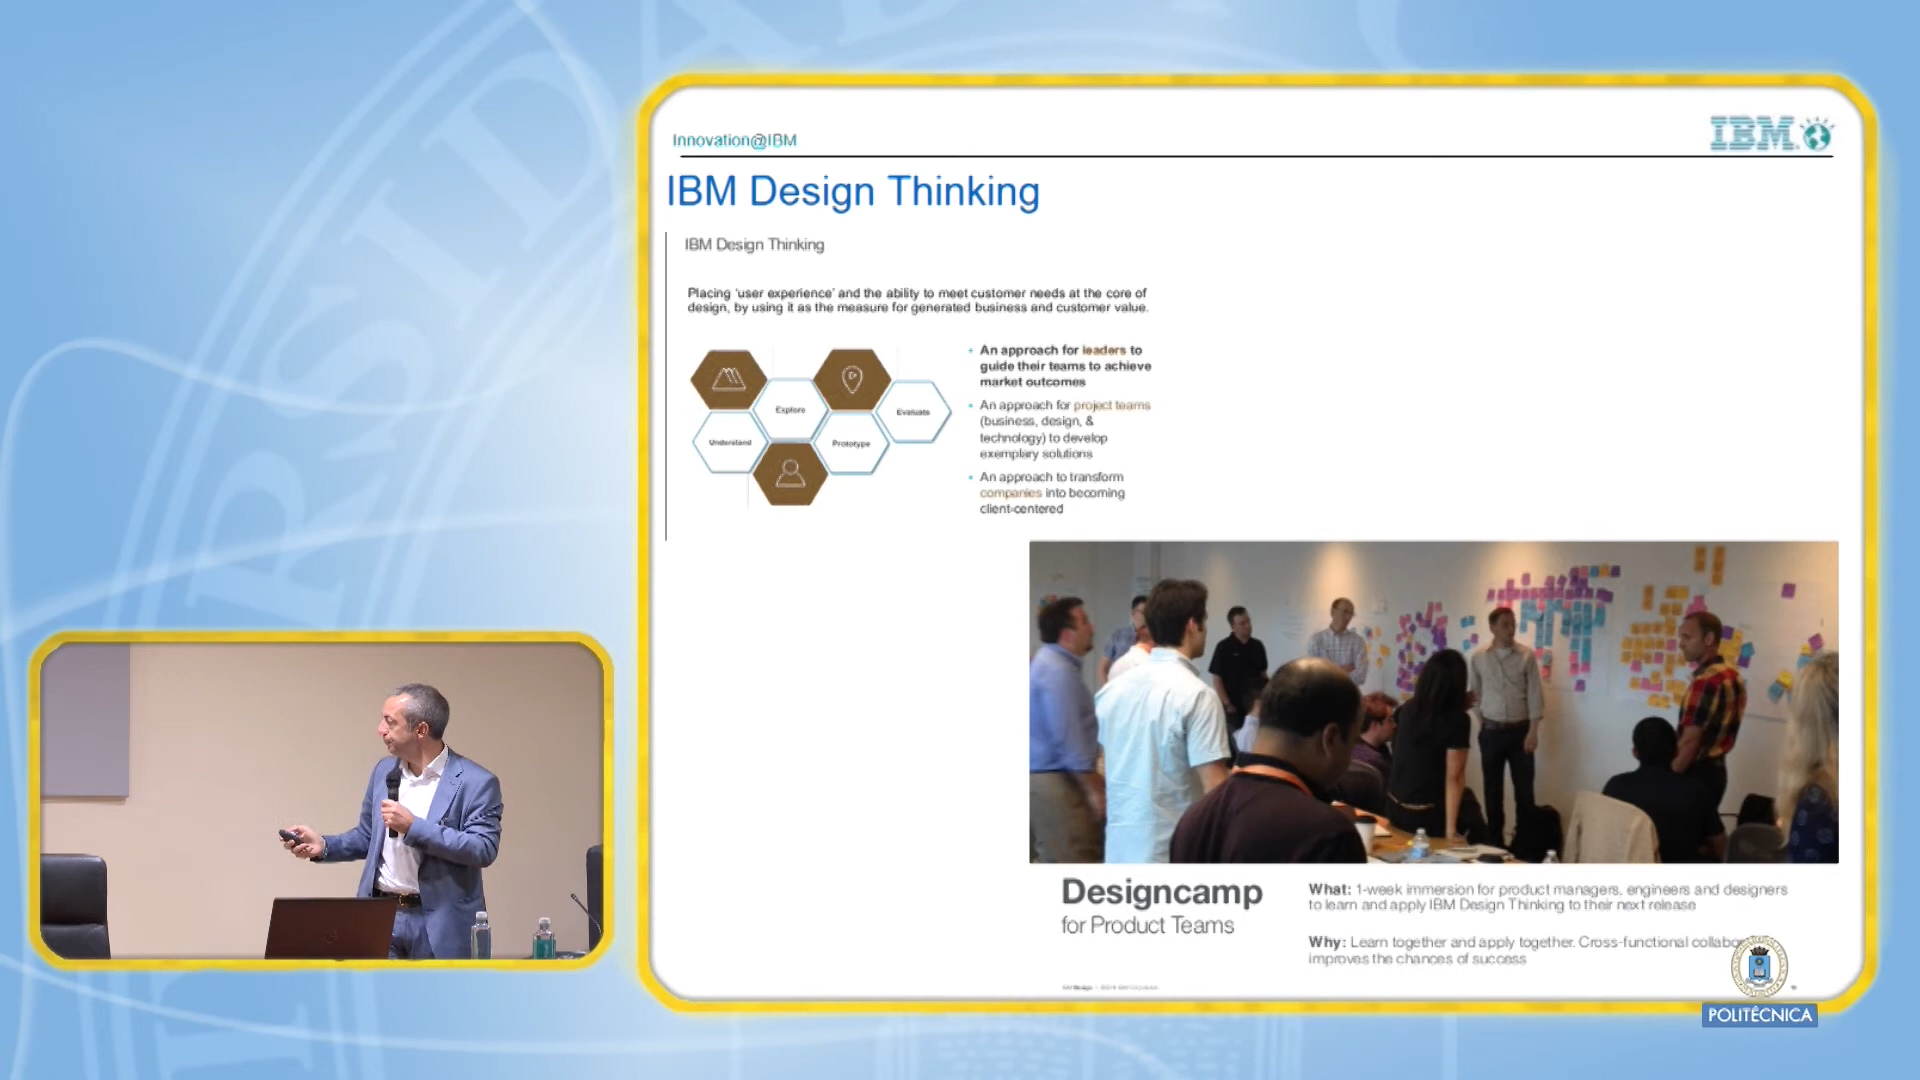 Innovation@IBM
IBM
IBM Design Thinking
IBM Design Thinking
Placing 'user experience' and the ability to meet customer needs at the core of
design, by using it as the measure for generated business and customer value.
Explore
Evaluate
Understand
Prototype
• An approach for leaders to
guide their teams to achieve
market outcomes
• An approach for project teams
(business, design, &
technology) to develop
exemplary solutions
• An approach to transform
companies into becoming
client-centered
Designcamp
for Product Teams
What: 1-week immersion for product managers, engineers and designers
to learn and apply IBM Design Thinking to their next release
Why: Learn together and apply together. Cross-functional
improves the chances of success
POLITÉCNICA